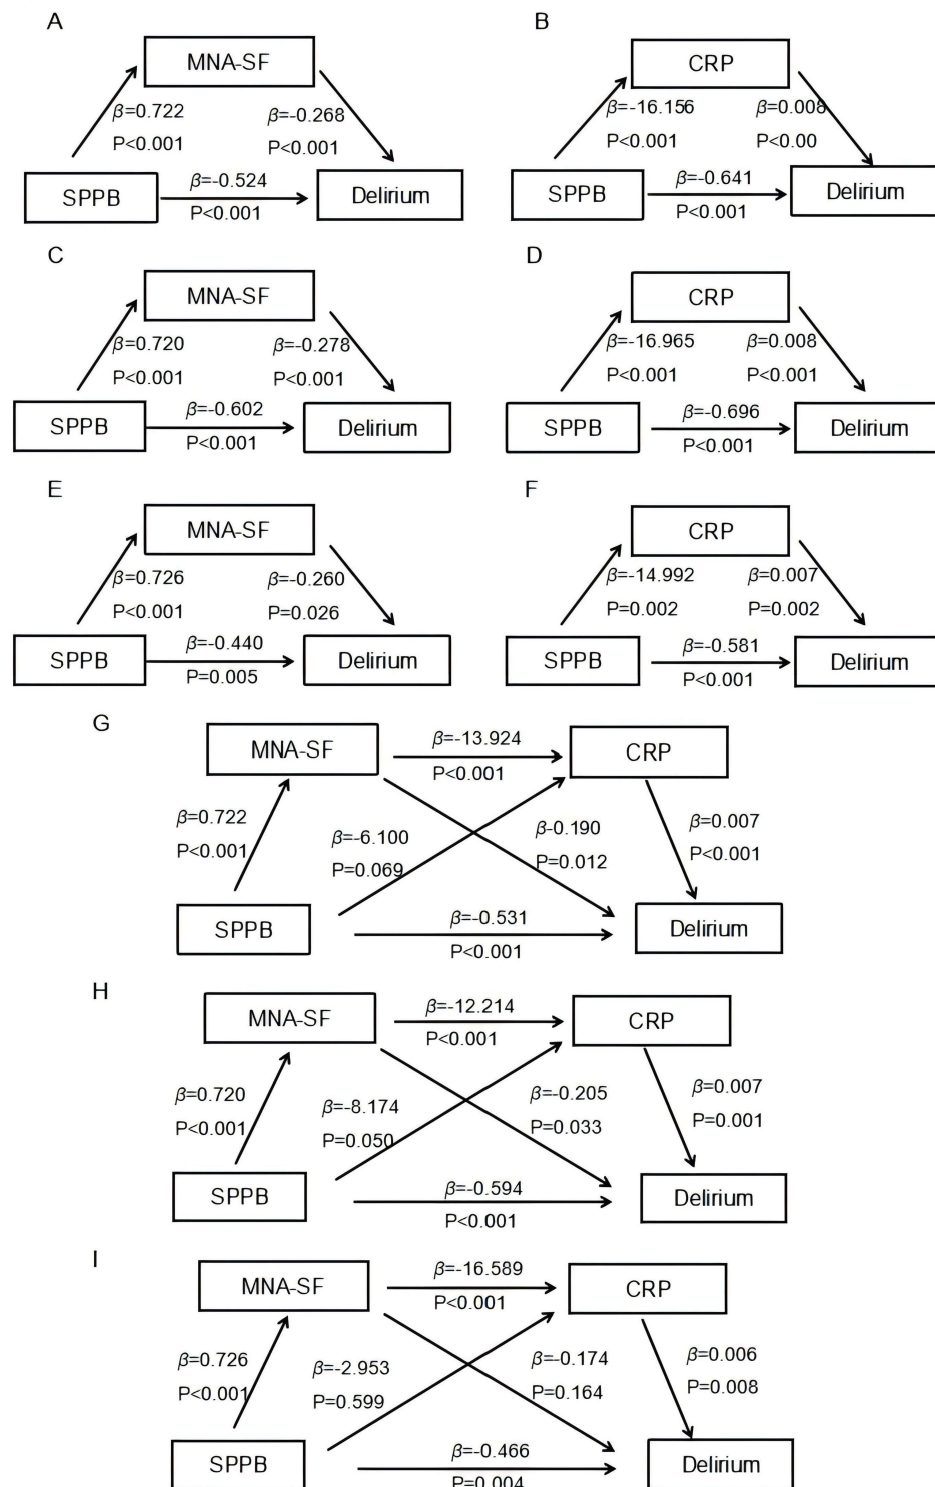 A
MNA-SF
β=0.722
P<0.001
β=-0.268
P<0.001
SPPB
β=-0.524
P<0.001
Delirium
B
CRP
β=-16.156
P<0.001
β=0.008
P<0.00
SPPB
β=-0.641
P<0.001
Delirium
C
MNA-SF
β=0.720
P<0.001
β=-0.278
P<0.001
SPPB
β=-0.602
P<0.001
Delirium
D
CRP
β=-16.965
P<0.001
β=0.008
P<0.001
SPPB
β=-0.696
P<0.001
Delirium
E
MNA-SF
β=0.726
P<0.001
β=-0.260
P=0.026
SPPB
β=-0.440
P=0.005
Delirium
F
CRP
β=-14.992
P=0.002
β=0.007
P=0.002
SPPB
β=-0.581
P<0.001
Delirium
G
MNA-SF
β=-13.924
P<0.001
CRP
β=0.722
P<0.001
β=-6.100
P=0.069
β-0.190
P=0.012
β=0.007
P<0.001
SPPB
β=-0.531
P<0.001
Delirium
H
MNA-SF
β=-12.214
P<0.001
CRP
β=0.720
P<0.001
β=-8.174
P=0.050
β=-0.205
P=0.033
β=0.007
P=0.001
SPPB
β=-0.594
P<0.001
Delirium
I
MNA-SF
β=-16.589
P<0.001
CRP
β=0.726
P<0.001
β=-2.953
P=0.599
β=-0.174
P=0.164
β=0.006
P=0.008
SPPB
β=-0.466
P=0.004
Delirium